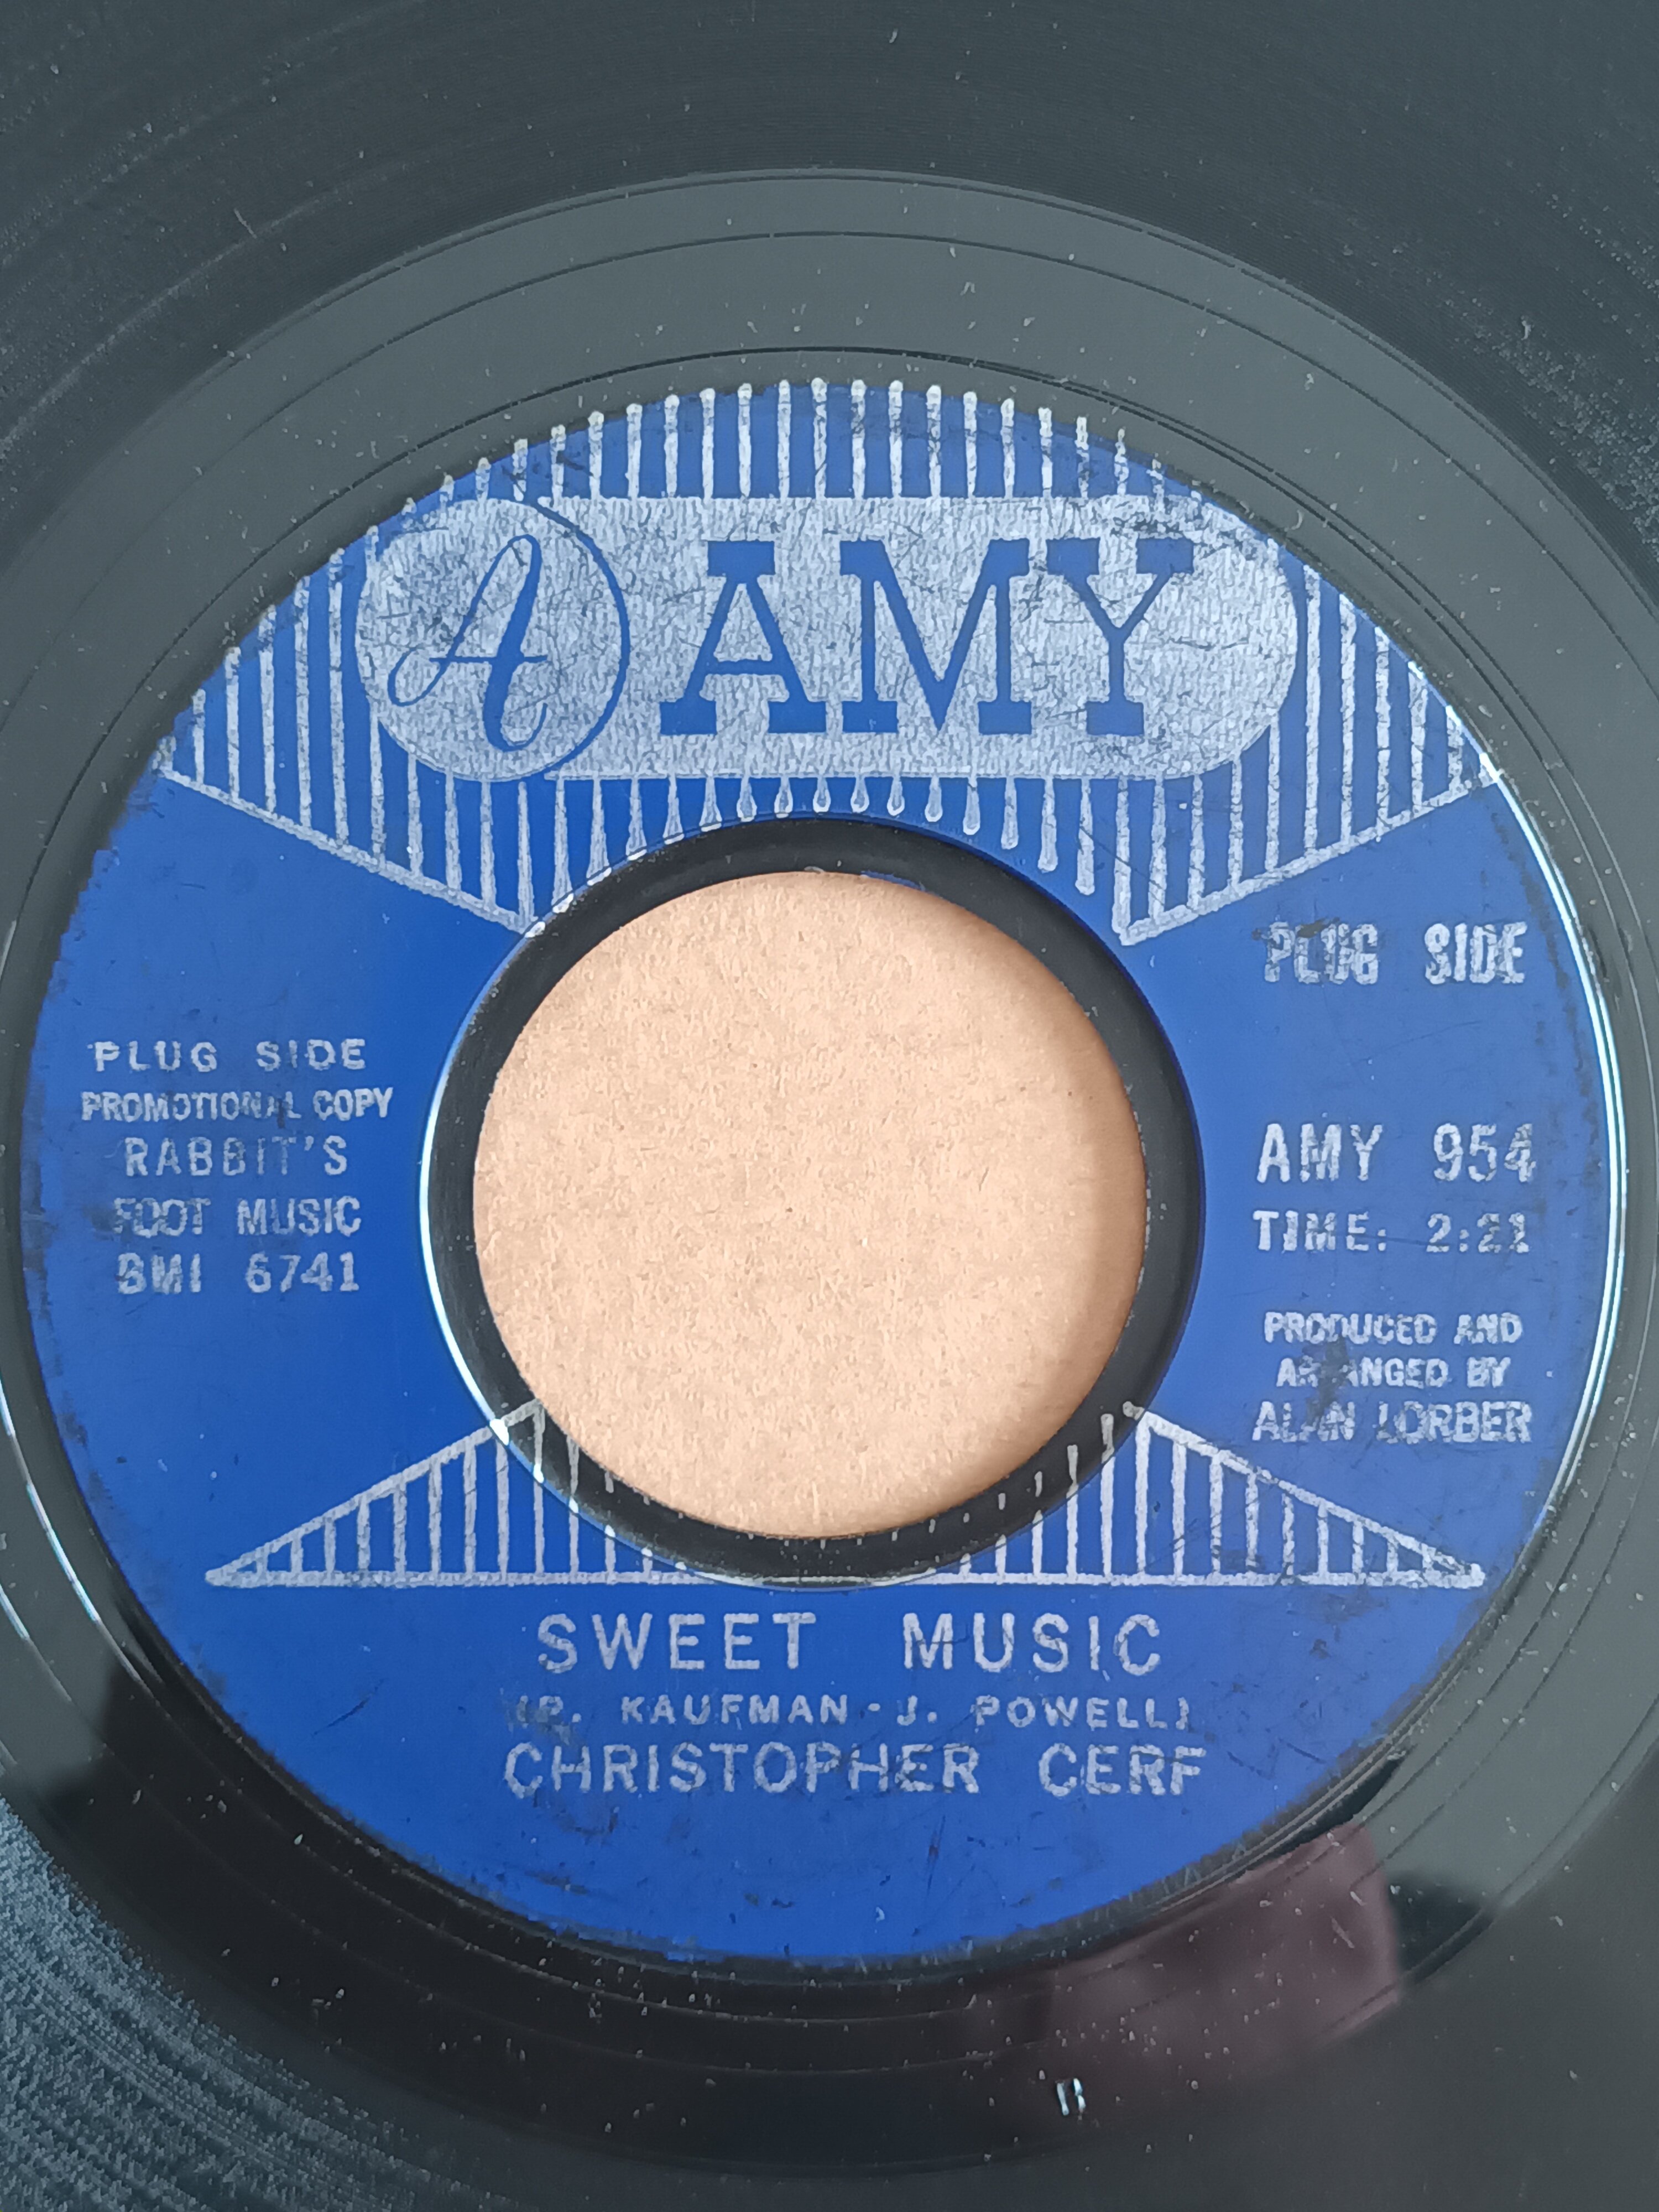 A AMY
PLUG SIDE
PLUG SIDE
PROMOTIONAL COPY
RABBIT'S
FOOT MUSIC
BMI 6741
AMY 954
TIME: 2:21
PRODUCED AND
ARRANGED BY
ALAN LORBER
SWEET MUSIC
(P. KAUFMAN - J. POWELL)
CHRISTOPHER CERF